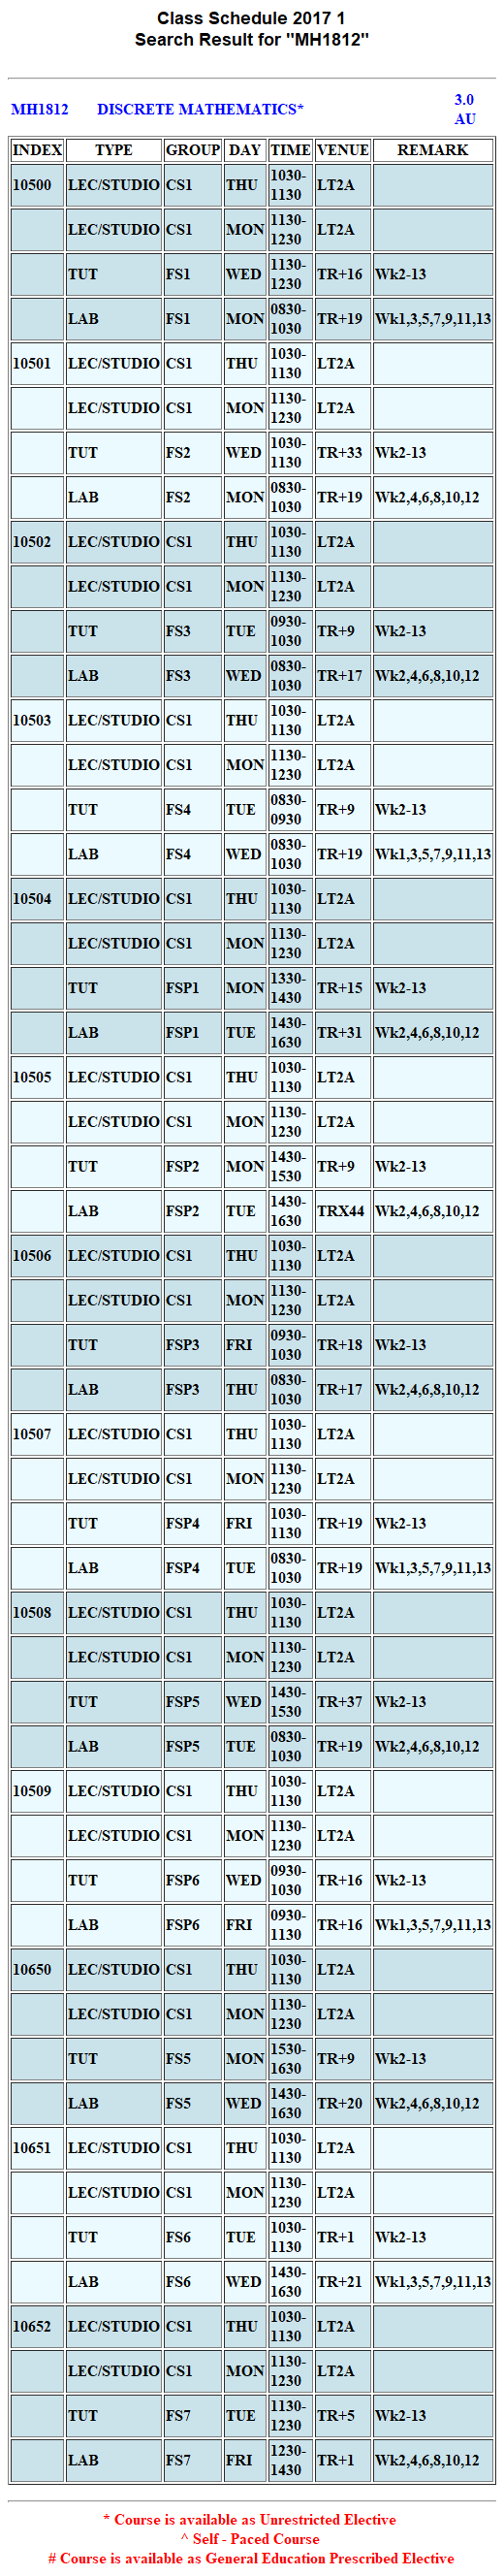 Class Schedule 2017 1
Search Result for "MH1812"
MH1812 DISCRETE MATHEMATICS* 3.0 AU
INDEX TYPE GROUP DAY TIME VENUE REMARK
10500 LEC/STUDIO CS1 THU 1030-1130 LT2A
LEC/STUDIO CS1 MON 1130-1230 LT2A
TUT FS1 WED 1130-1230 TR+16 Wk2-13
LAB FS1 MON 0830-1030 TR+19 Wk1,3,5,7,9,11,13
10501 LEC/STUDIO CS1 THU 1030-1130 LT2A
LEC/STUDIO CS1 MON 1130-1230 LT2A
TUT FS2 WED 1030-1130 TR+33 Wk2-13
LAB FS2 MON 0830-1030 TR+19 Wk2,4,6,8,10,12
10502 LEC/STUDIO CS1 THU 1030-1130 LT2A
LEC/STUDIO CS1 MON 1130-1230 LT2A
TUT FS3 TUE 0930-1030 TR+9 Wk2-13
LAB FS3 WED 0830-1030 TR+17 Wk2,4,6,8,10,12
10503 LEC/STUDIO CS1 THU 1030-1130 LT2A
LEC/STUDIO CS1 MON 1130-1230 LT2A
TUT FS4 TUE 0830-0930 TR+9 Wk2-13
LAB FS4 WED 0830-1030 TR+19 Wk1,3,5,7,9,11,13
10504 LEC/STUDIO CS1 THU 1030-1130 LT2A
LEC/STUDIO CS1 MON 1130-1230 LT2A
TUT FSP1 MON 1330-1430 TR+15 Wk2-13
LAB FSP1 TUE 1430-1630 TR+31 Wk2,4,6,8,10,12
10505 LEC/STUDIO CS1 THU 1030-1130 LT2A
LEC/STUDIO CS1 MON 1130-1230 LT2A
TUT FSP2 MON 1430-1530 TR+9 Wk2-13
LAB FSP2 TUE 1430-1630 TRX44 Wk2,4,6,8,10,12
10506 LEC/STUDIO CS1 THU 1030-1130 LT2A
LEC/STUDIO CS1 MON 1130-1230 LT2A
TUT FSP3 FRI 0930-1030 TR+18 Wk2-13
LAB FSP3 THU 0830-1030 TR+17 Wk2,4,6,8,10,12
10507 LEC/STUDIO CS1 THU 1030-1130 LT2A
LEC/STUDIO CS1 MON 1130-1230 LT2A
TUT FSP4 FRI 1030-1130 TR+19 Wk2-13
LAB FSP4 TUE 0830-1030 TR+19 Wk1,3,5,7,9,11,13
10508 LEC/STUDIO CS1 THU 1030-1130 LT2A
LEC/STUDIO CS1 MON 1130-1230 LT2A
TUT FSP5 WED 1430-1530 TR+37 Wk2-13
LAB FSP5 TUE 0830-1030 TR+19 Wk2,4,6,8,10,12
10509 LEC/STUDIO CS1 THU 1030-1130 LT2A
LEC/STUDIO CS1 MON 1130-1230 LT2A
TUT FSP6 WED 0930-1030 TR+16 Wk2-13
LAB FSP6 FRI 0930-1130 TR+16 Wk1,3,5,7,9,11,13
10650 LEC/STUDIO CS1 THU 1030-1130 LT2A
LEC/STUDIO CS1 MON 1130-1230 LT2A
TUT FS5 MON 1530-1630 TR+9 Wk2-13
LAB FS5 WED 1430-1630 TR+20 Wk2,4,6,8,10,12
10651 LEC/STUDIO CS1 THU 1030-1130 LT2A
LEC/STUDIO CS1 MON 1130-1230 LT2A
TUT FS6 TUE 1030-1130 TR+1 Wk2-13
LAB FS6 WED 1430-1630 TR+21 Wk1,3,5,7,9,11,13
10652 LEC/STUDIO CS1 THU 1030-1130 LT2A
LEC/STUDIO CS1 MON 1130-1230 LT2A
TUT FS7 TUE 1130-1230 TR+5 Wk2-13
LAB FS7 FRI 1230-1430 TR+1 Wk2,4,6,8,10,12
* Course is available as Unrestricted Elective
^ Self - Paced Course
# Course is available as General Education Prescribed Elective